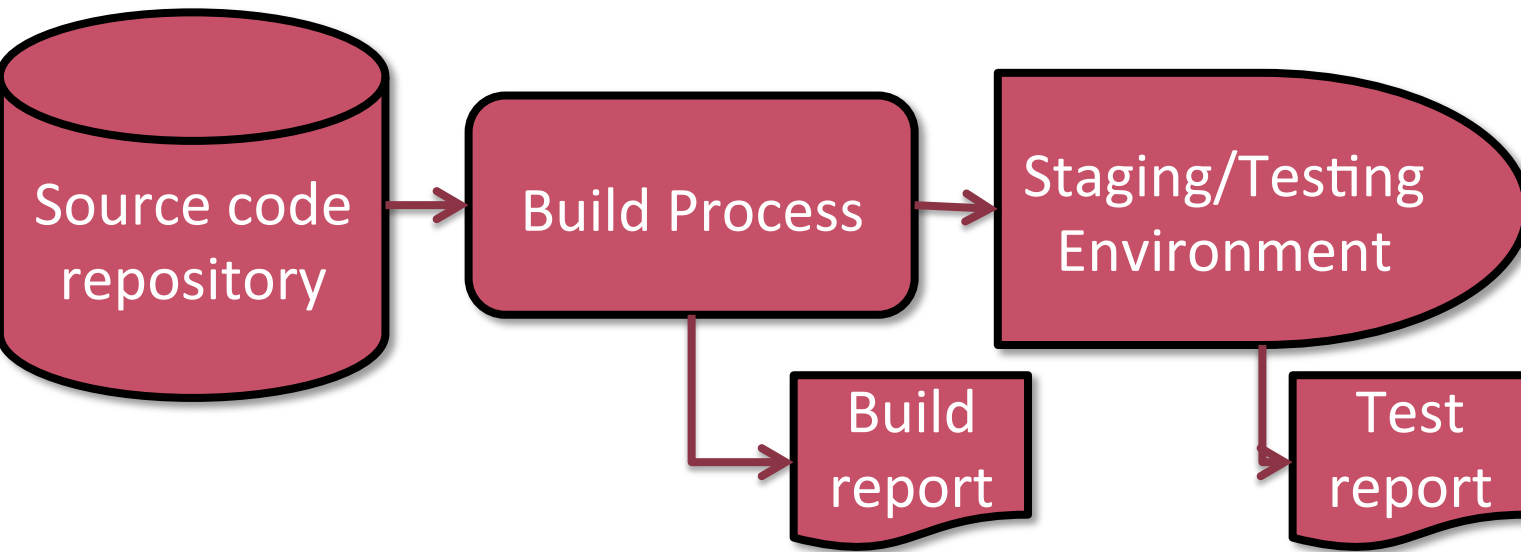 Source code
repository
Build Process
Staging/Testing
Environment
Build
report
Test
report